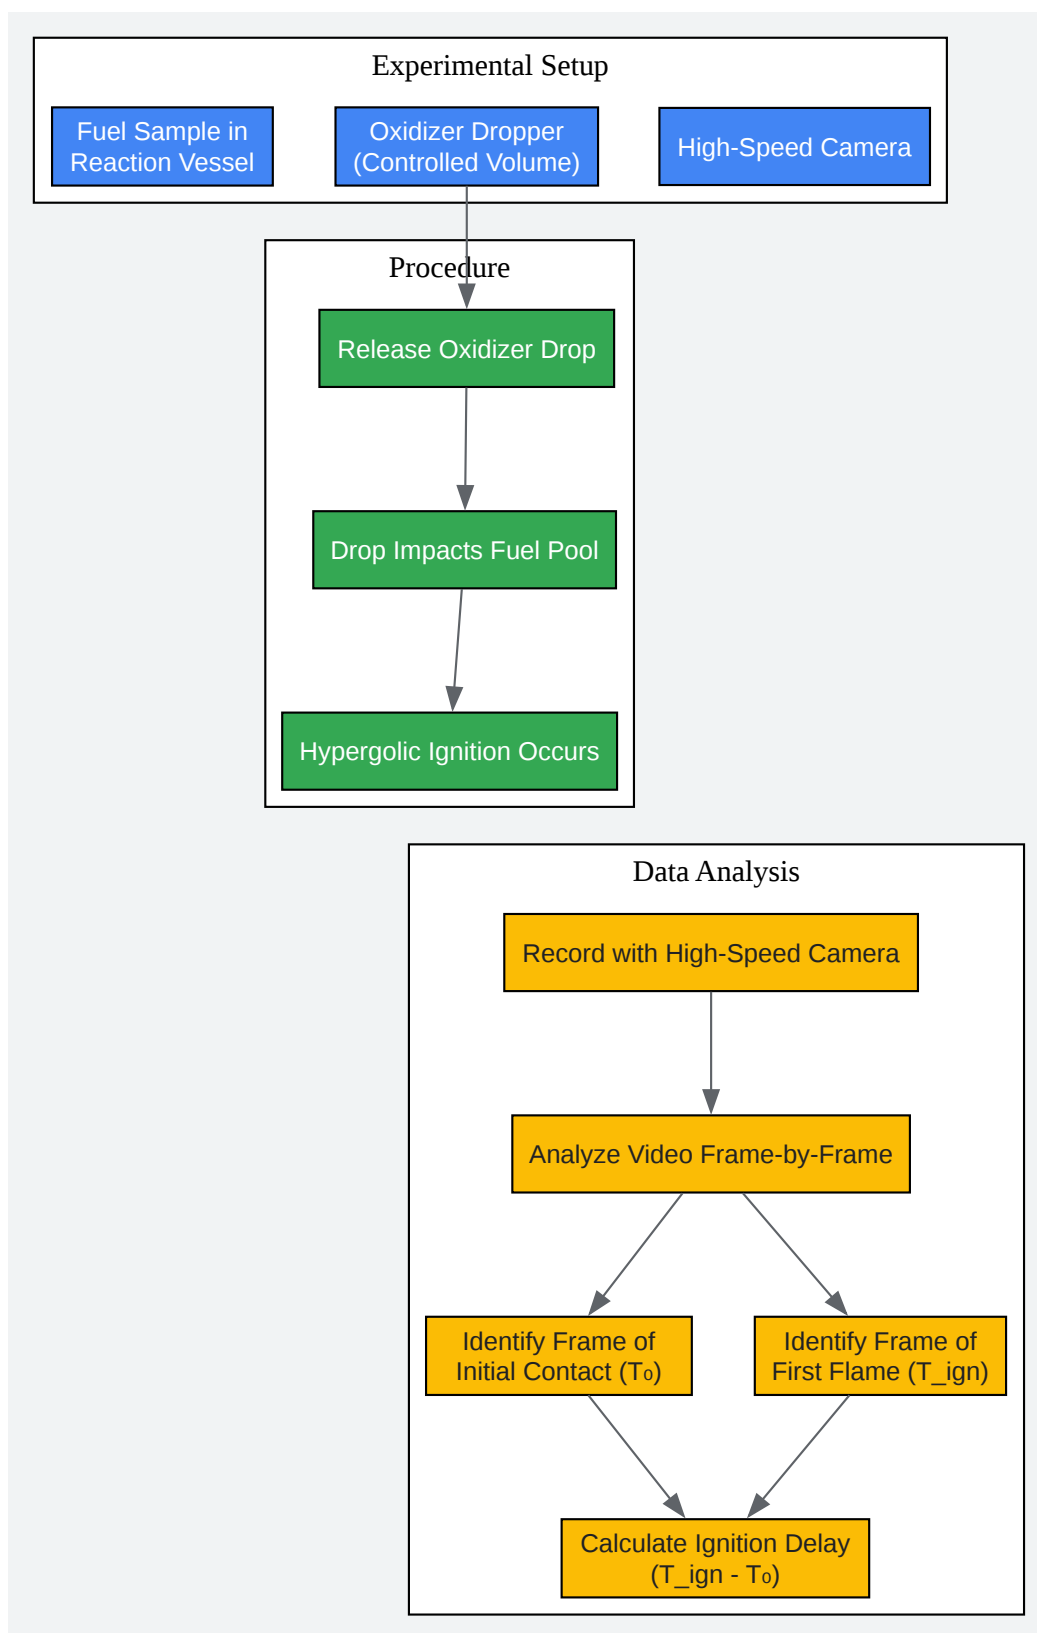 Experimental Setup
Fuel Sample in
Reaction Vessel
Oxidizer Dropper
(Controlled Volume)
High-Speed Camera
Procedure
Release Oxidizer Drop
Drop Impacts Fuel Pool
Hypergolic Ignition Occurs
Data Analysis
Record with High-Speed Camera
Analyze Video Frame-by-Frame
Identify Frame of
Initial Contact (T₀)
Identify Frame of
First Flame (T_ign)
Calculate Ignition Delay
(T_ign - T₀)